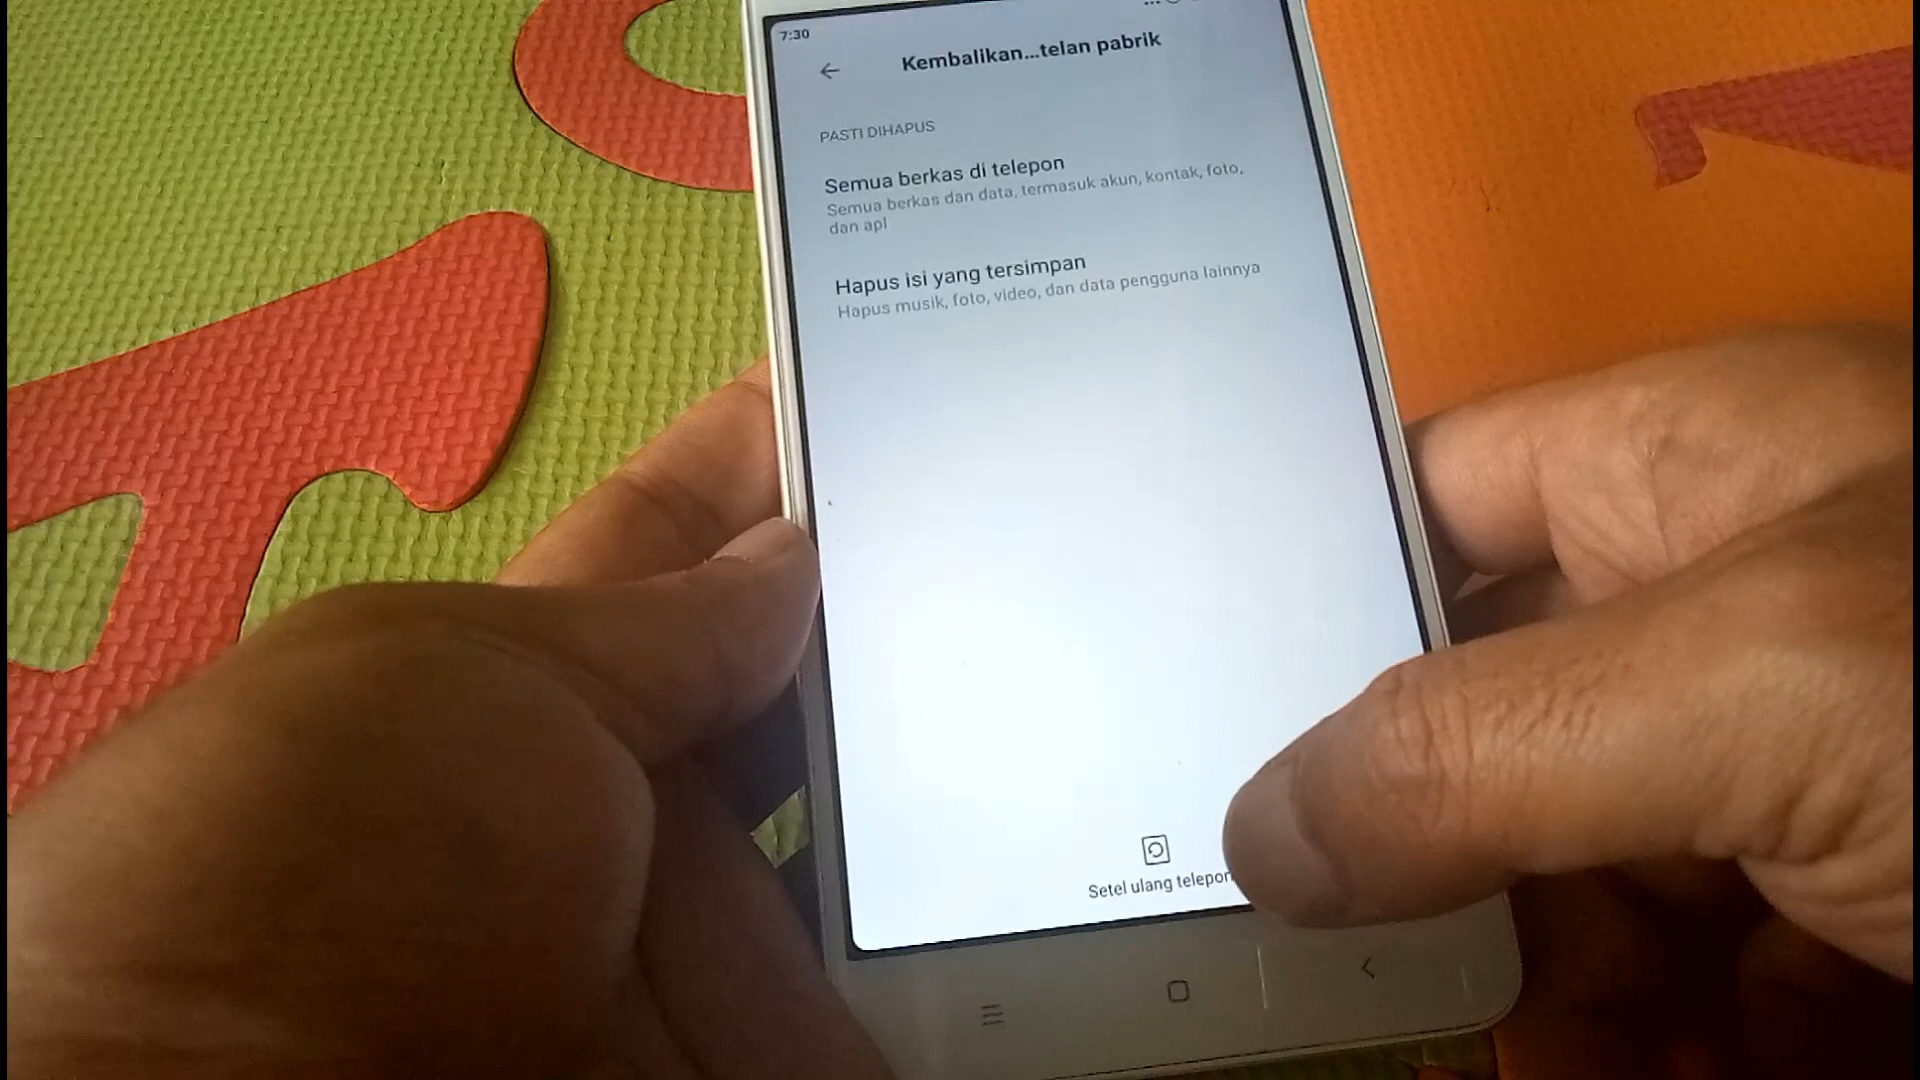 7:30
Kembalikan...telan pabrik
PASTI DIHAPUS
Semua berkas di telepon
Semua berkas dan data, termasuk akun, kontak, foto,
dan apl
Hapus isi yang tersimpan
Hapus musik, foto, video, dan data pengguna lainnya
Setel ulang telepon